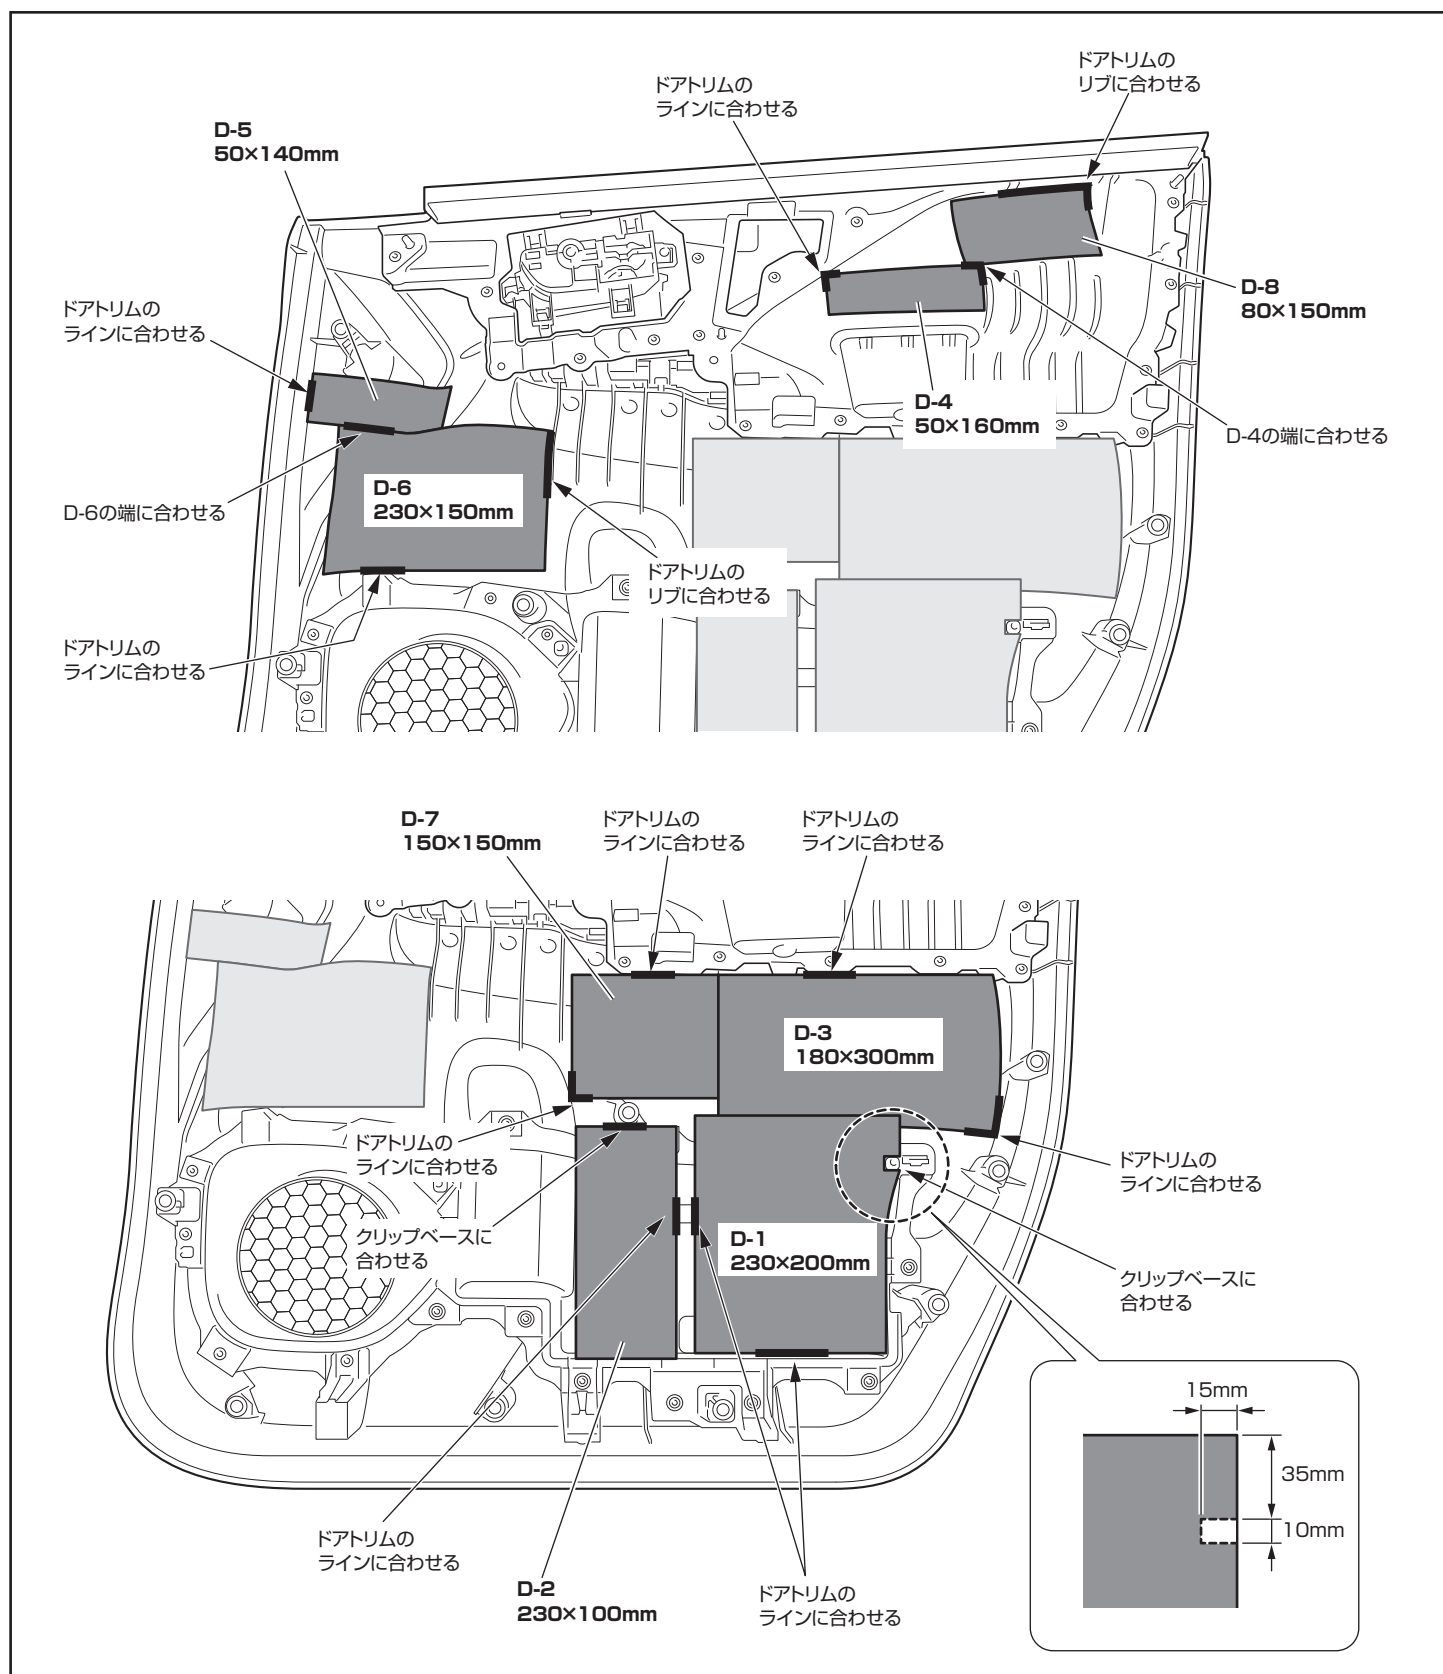 ドアトリムの
リブに合わせる
ドアトリムの
ラインに合わせる
D-5
50×140mm
D-8
80×150mm
ドアトリムの
ラインに合わせる
D-4
50×160mm
D-4の端に合わせる
D-6
230×150mm
D-6の端に合わせる
ドアトリムの
リブに合わせる
ドアトリムの
ラインに合わせる
D-7
150×150mm
ドアトリムの
ラインに合わせる
ドアトリムの
ラインに合わせる
D-3
180×300mm
ドアトリムの
ラインに合わせる
ドアトリムの
ラインに合わせる
クリップベースに
合わせる
D-1
230×200mm
クリップベースに
合わせる
15mm
35mm
10mm
ドアトリムの
ラインに合わせる
D-2
230×100mm
ドアトリムの
ラインに合わせる